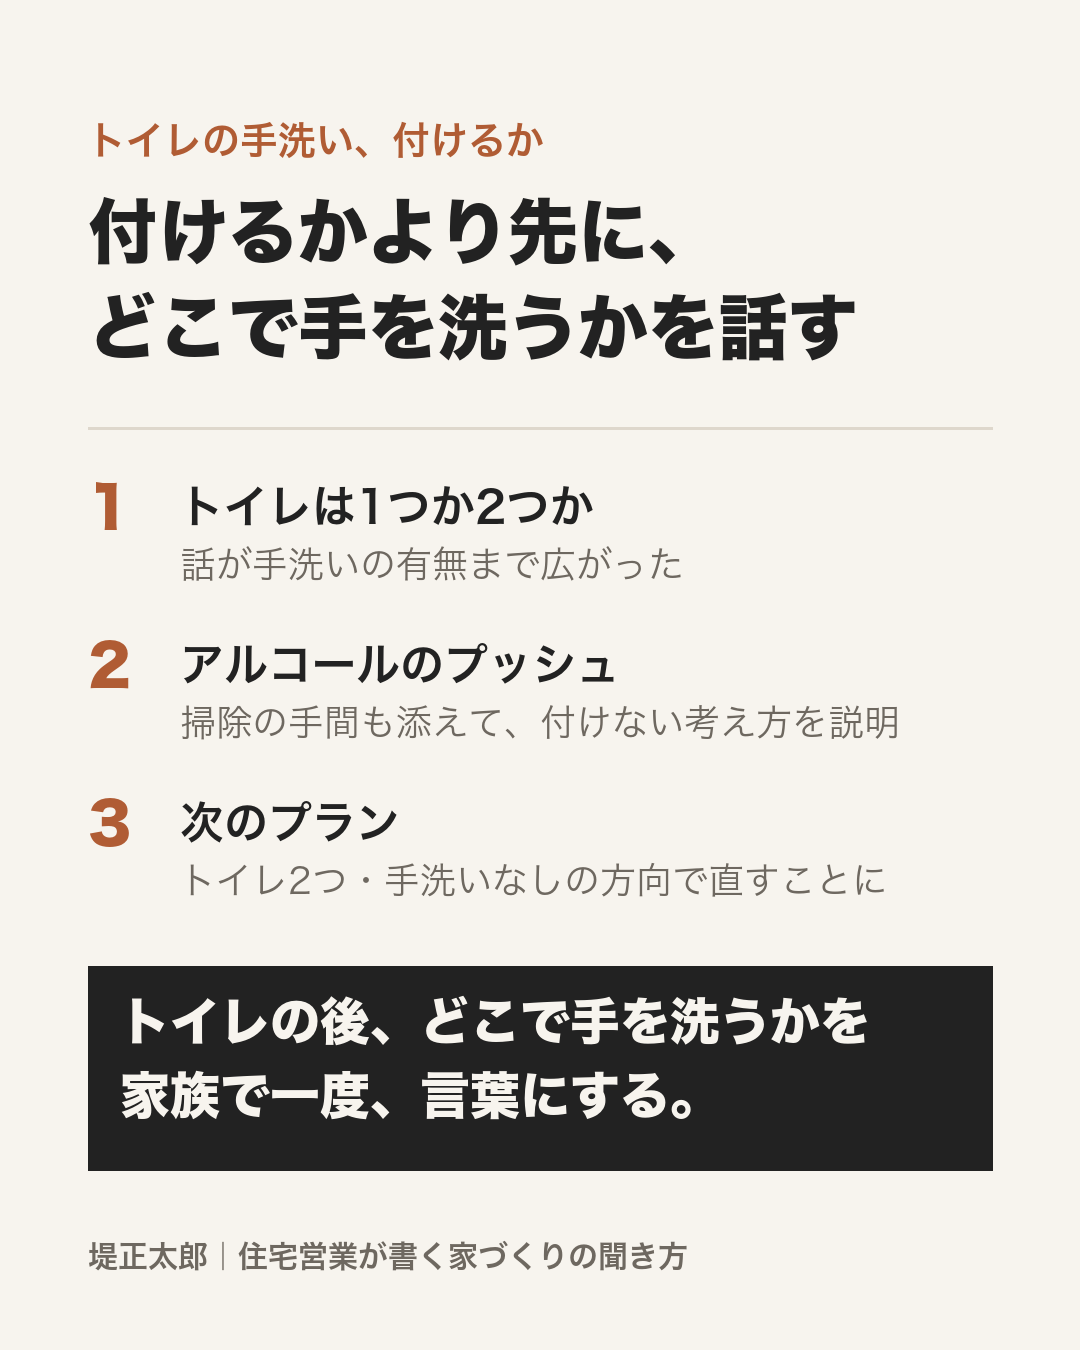 トイレの手洗い、付けるか
付けるかより先に、
どこで手を洗うかを話す
1 トイレは1つか2つか
話が手洗いの有無まで広がった
2 アルコールのプッシュ
掃除の手間も添えて、付けない考え方を説明
3 次のプラン
トイレ2つ・手洗いなしの方向で直すことに
トイレの後、どこで手を洗うかを
家族で一度、言葉にする。
堤正太郎｜住宅営業が書く家づくりの聞き方